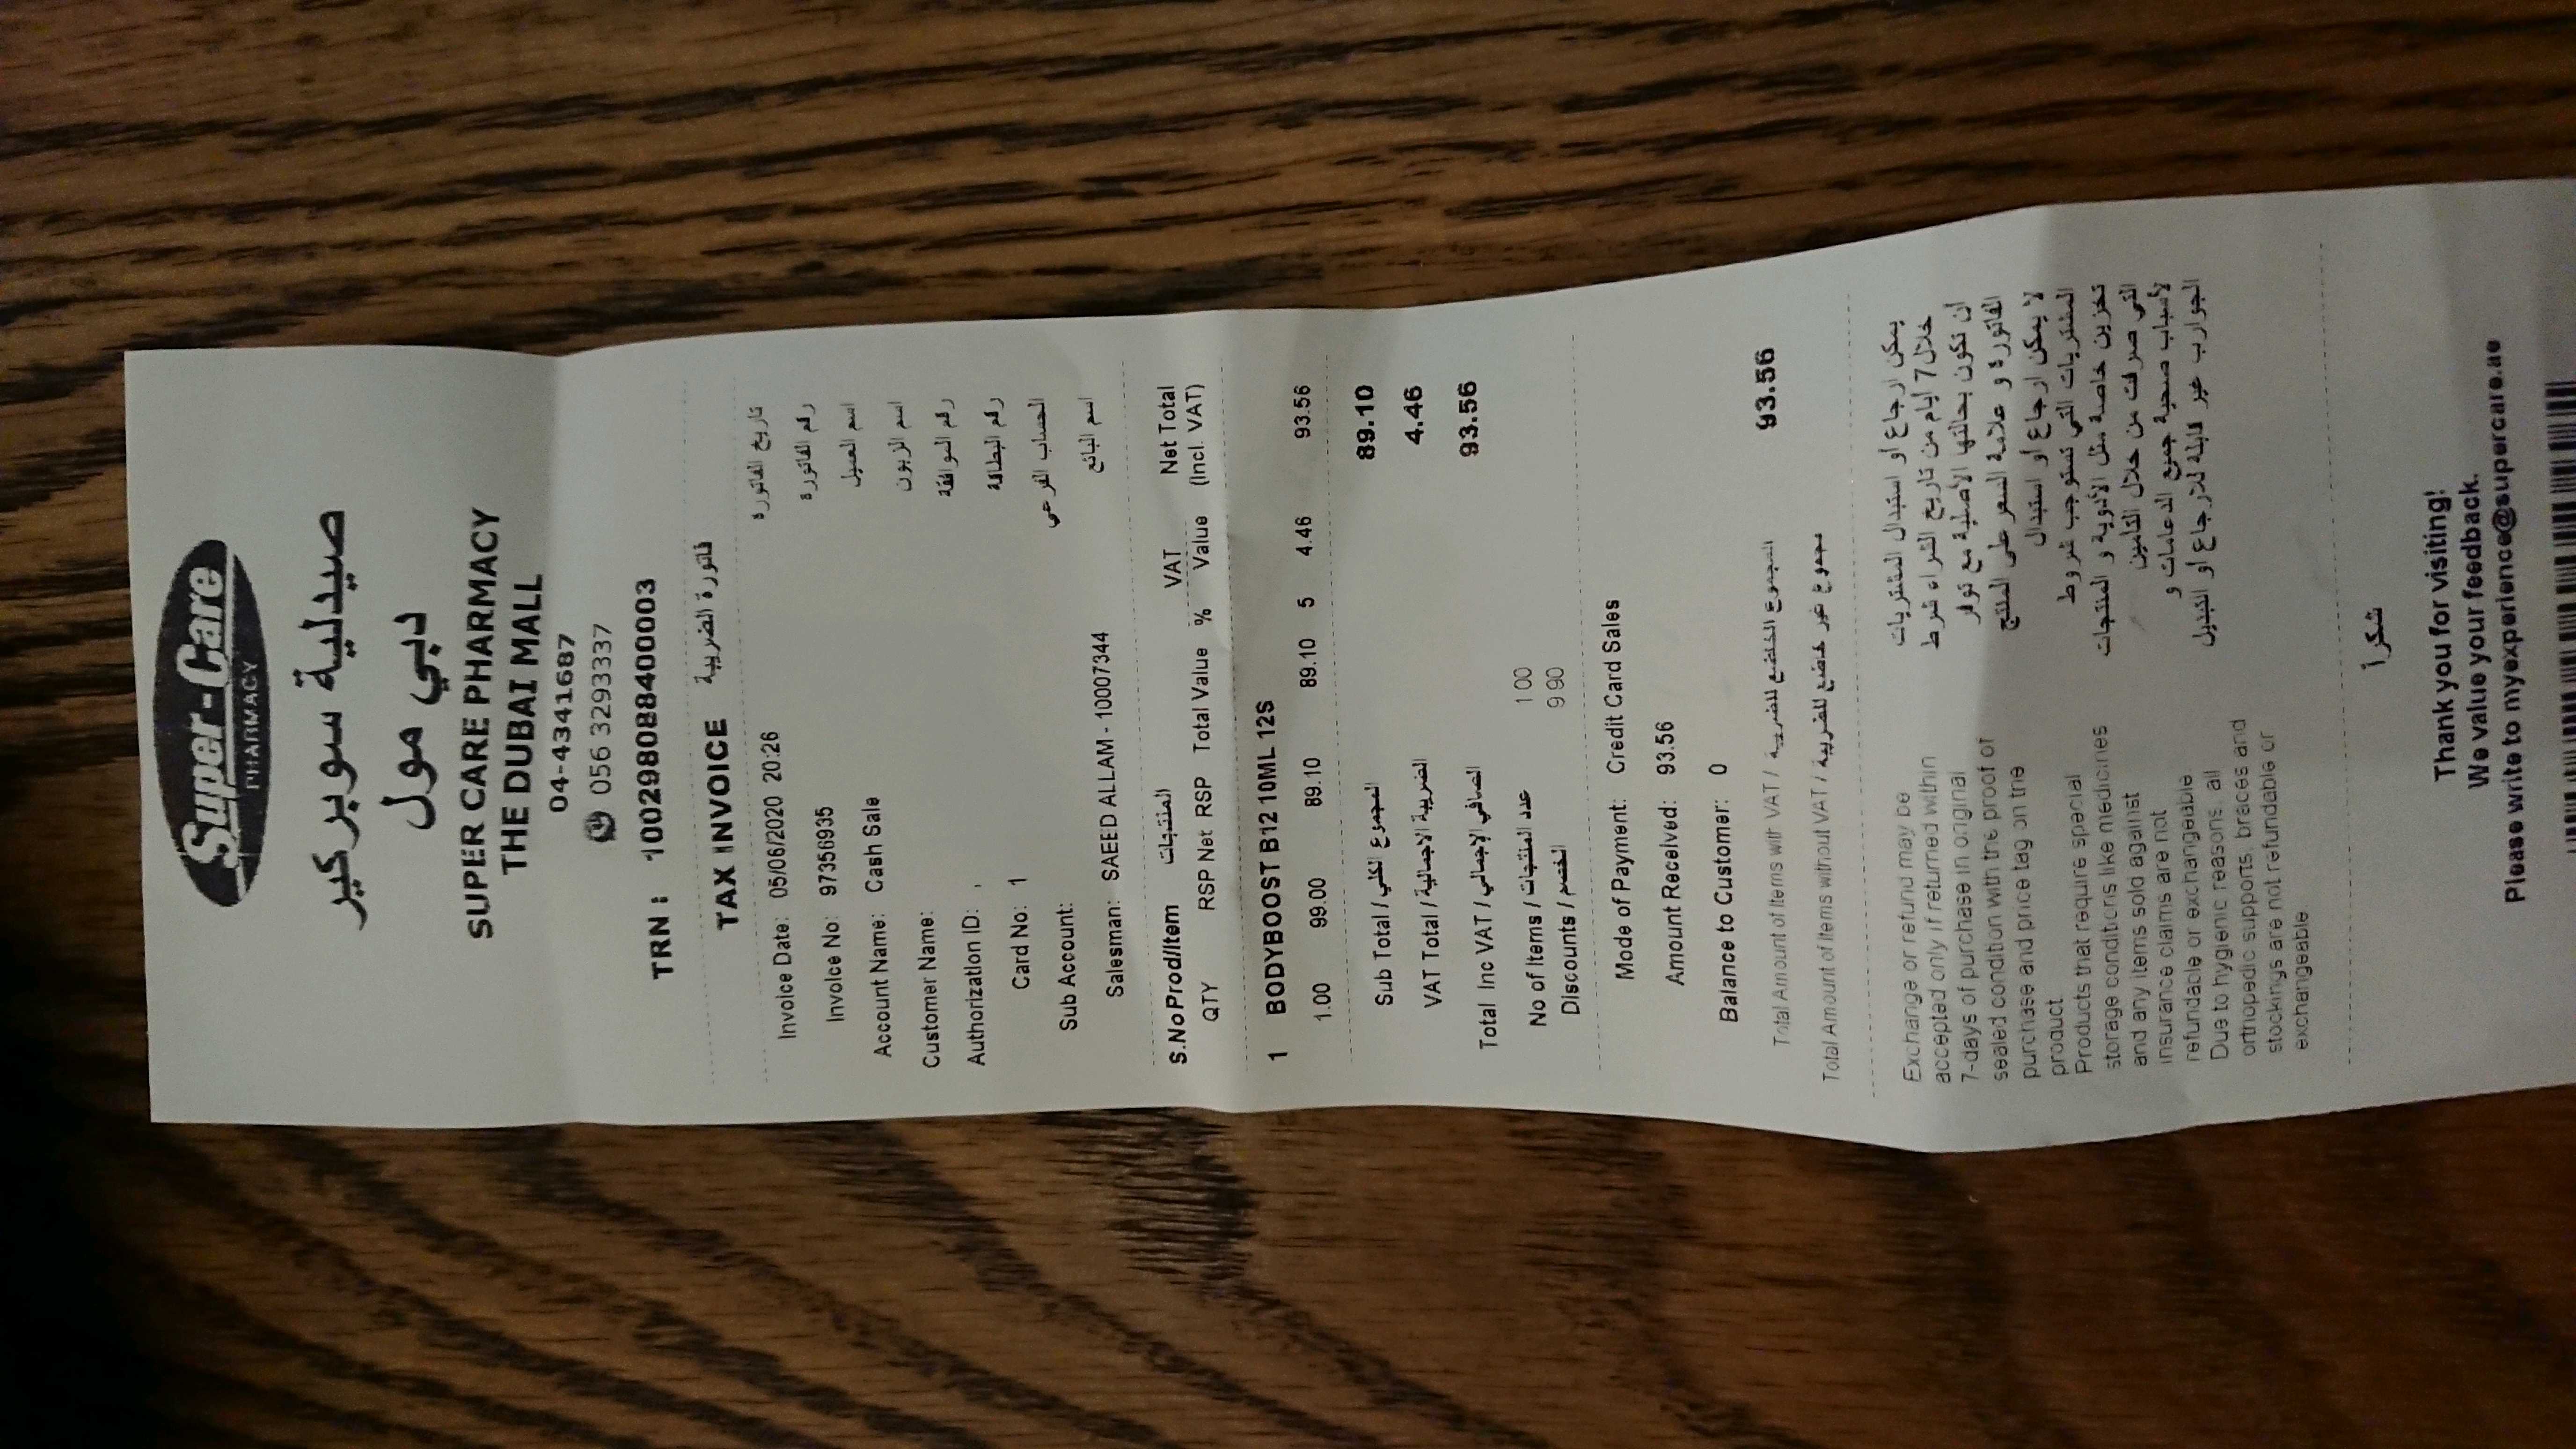 Super-Care
PHARMACY
صيدلية سوبركير
دبي مول
SUPER CARE PHARMACY
THE DUBAI MALL
04-4341687
056 3293337
TRN : 100298088400003
TAX INVOICE فاتورة الضريبة
Invoice Date: 05/06/2020 20:26 تاريخ الفاتورة
Invoice No: 97356935 رقم الفاتورة
Account Name: Cash Sale اسم العميل
Customer Name: اسم الزبون
Authorization ID: , رقم الموافقة
Card No: 1 رقم البطاقة
Sub Account: الحساب الفرعي
Salesman: SAEED ALLAM - 10007344 اسم البائع
S.No Prod/Item المنتجات VAT Net Total
QTY RSP Net RSP Total Value % Value (Incl. VAT)
1 BODYBOOST B12 10ML 12S
1.00 99.00 89.10 89.10 5 4.46 93.56
Sub Total / المجموع الكلي 89.10
VAT Total / الضريبة الاجمالية 4.46
Total Inc VAT / الصافي الإجمالي 93.56
No of Items / عدد المنتجات 1.00
Discounts / الخصم 9.90
Mode of Payment: Credit Card Sales
Amount Received: 93.56
Balance to Customer: 0
Total Amount of Items with VAT / المجموع الخاضع للضريبة 93.56
Total Amount of Items without VAT / مجموع غير خاضع للضريبة
Exchange or refund may be
accepted only if returned within
7-days of purchase in original
sealed condition with the proof of
purchase and price tag on the
product
Products that require special
storage conditions like medicines
and any items sold against
insurance claims are not
refundable or exchangeable.
Due to hygienic reasons, all
orthopedic supports, braces and
stockings are not refundable or
exchangeable.
يمكن ارجاع أو استبدال المشتريات
خلال 7 أيام من تاريخ الشراء شرط
أن تكون بحالتها الأصلية مع توفر
الفاتورة و علامة السعر على المنتج
لا يمكن ارجاع أو استبدال
المشتريات التي تستوجب شروط
تخزين خاصة مثل الأدوية و المنتجات
التي صرفت من خلال التأمين
لأسباب صحية جميع الدعامات و
الجوارب غير قابلة للارجاع أو التبديل
شكراً
Thank you for visiting!
We value your feedback.
Please write to myexperience@supercare.ae